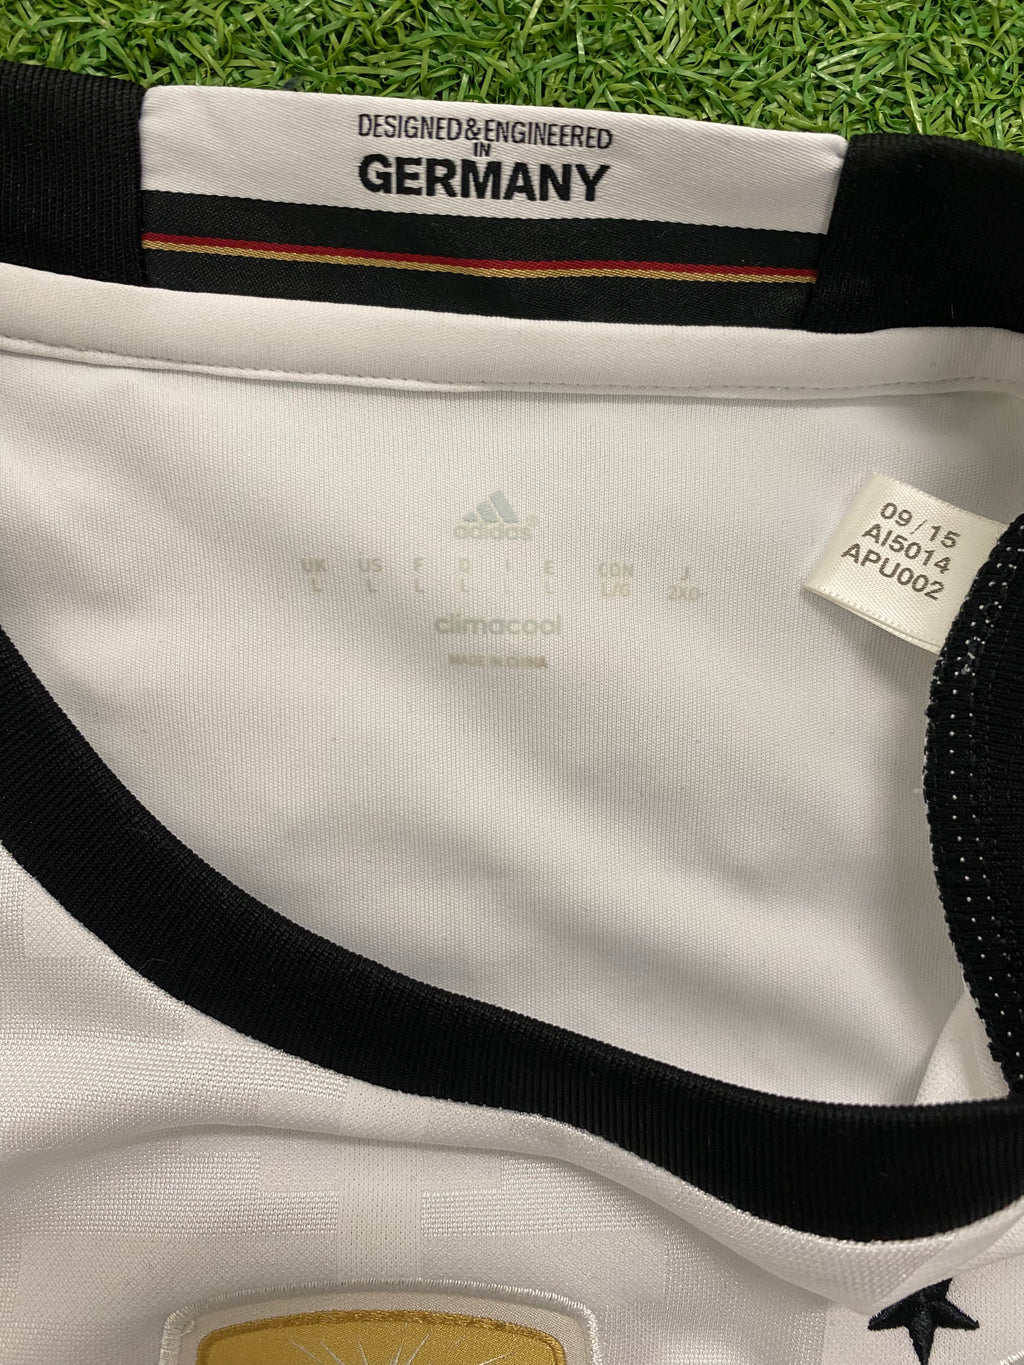 DESIGNED&ENGINEERED
IN
GERMANY
09/15
AI5014
APU002
adidas®
UK US F D E CDN J
L L L L L L/G 2XO
climacool
MADE IN CHINA